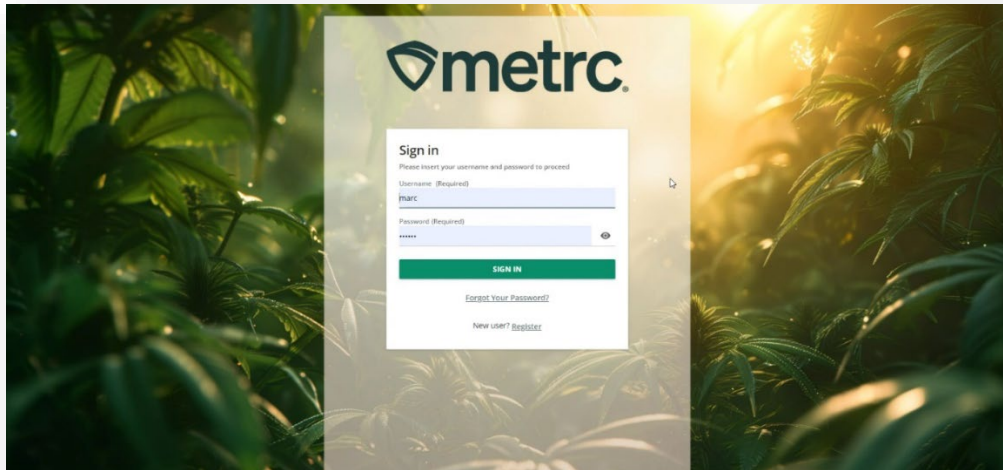 metrc.
Sign in
Please insert your username and password to proceed
Username (Required)
marc
Password (Required)
••••••
SIGN IN
Forgot Your Password?
New user? Register